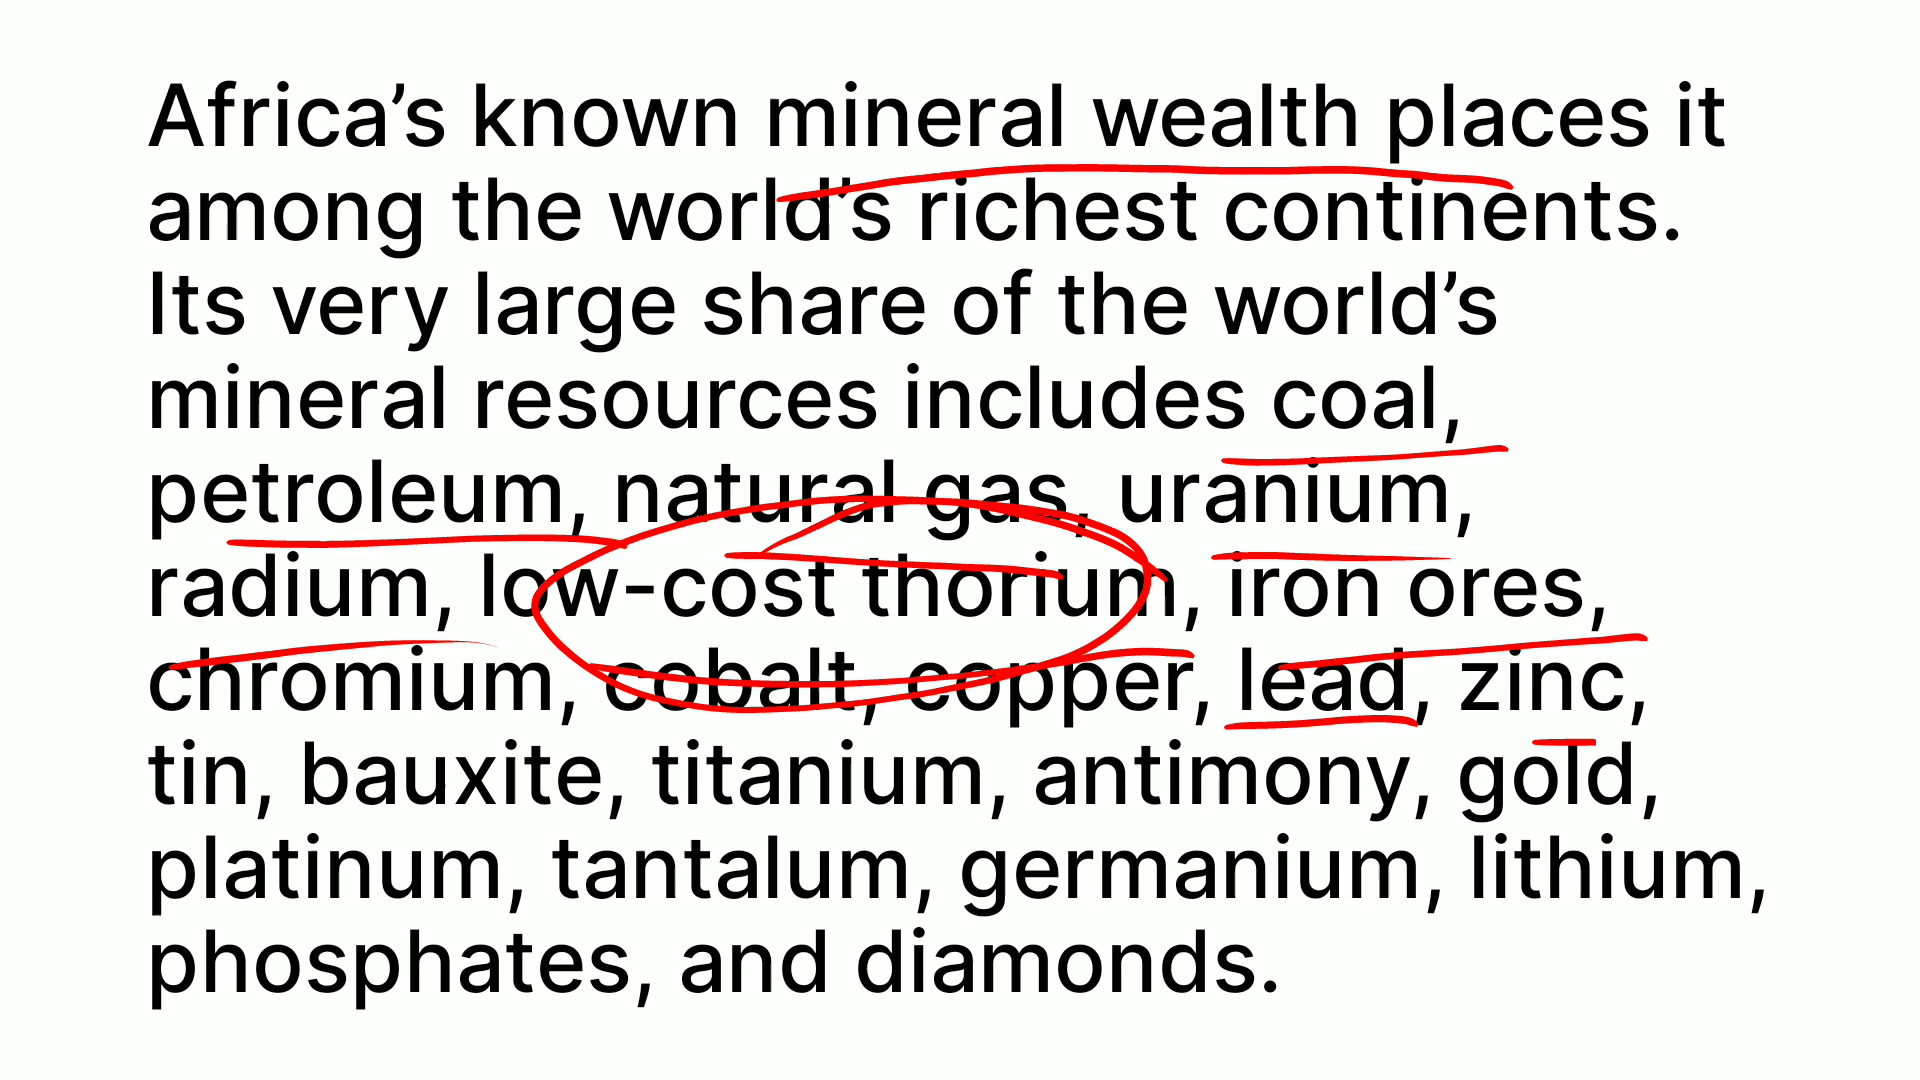 Africa’s known mineral wealth places it
among the world’s richest continents.
Its very large share of the world’s
mineral resources includes coal,
petroleum, natural gas, uranium,
radium, low-cost thorium, iron ores,
chromium, cobalt, copper, lead, zinc,
tin, bauxite, titanium, antimony, gold,
platinum, tantalum, germanium, lithium,
phosphates, and diamonds.